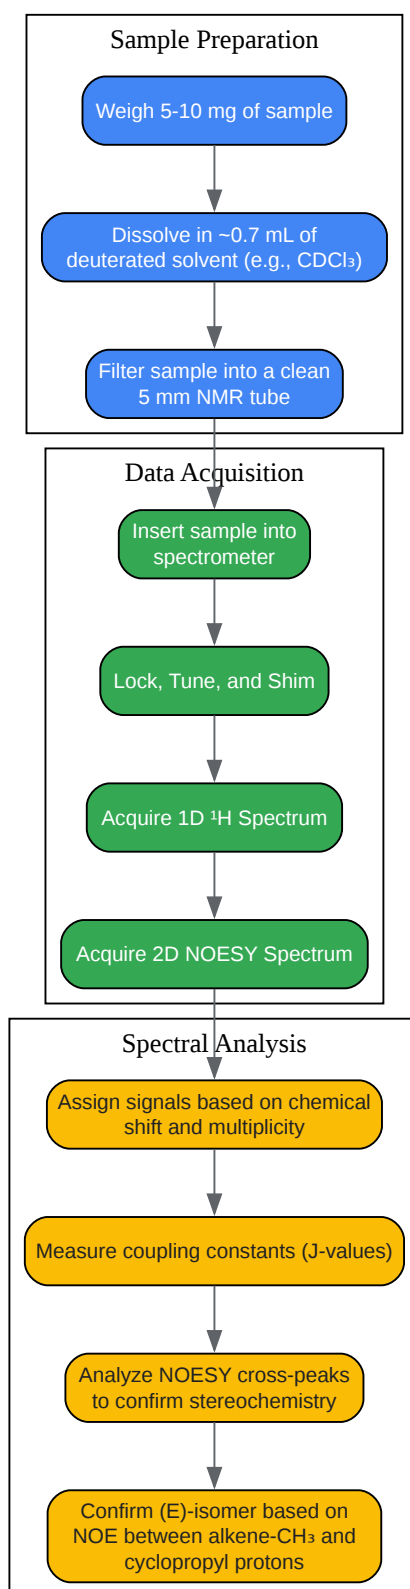 Sample Preparation
Weigh 5-10 mg of sample
Dissolve in ~0.7 mL of
deuterated solvent (e.g., CDCl₃)
Filter sample into a clean
5 mm NMR tube
Data Acquisition
Insert sample into
spectrometer
Lock, Tune, and Shim
Acquire 1D ¹H Spectrum
Acquire 2D NOESY Spectrum
Spectral Analysis
Assign signals based on chemical
shift and multiplicity
Measure coupling constants (J-values)
Analyze NOESY cross-peaks
to confirm stereochemistry
Confirm (E)-isomer based on
NOE between alkene-CH₃ and
cyclopropyl protons